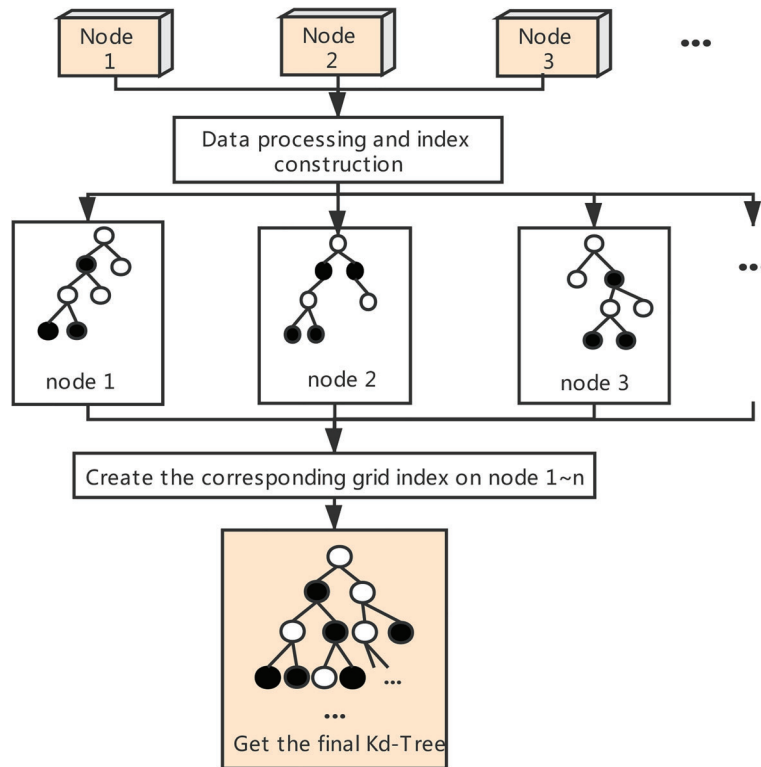 Node
1
Node
2
Node
3
...
Data processing and index
construction
..
node 1
node 2
node 3
Create the corresponding grid index on node 1~n
...
...
Get the final Kd-Tree